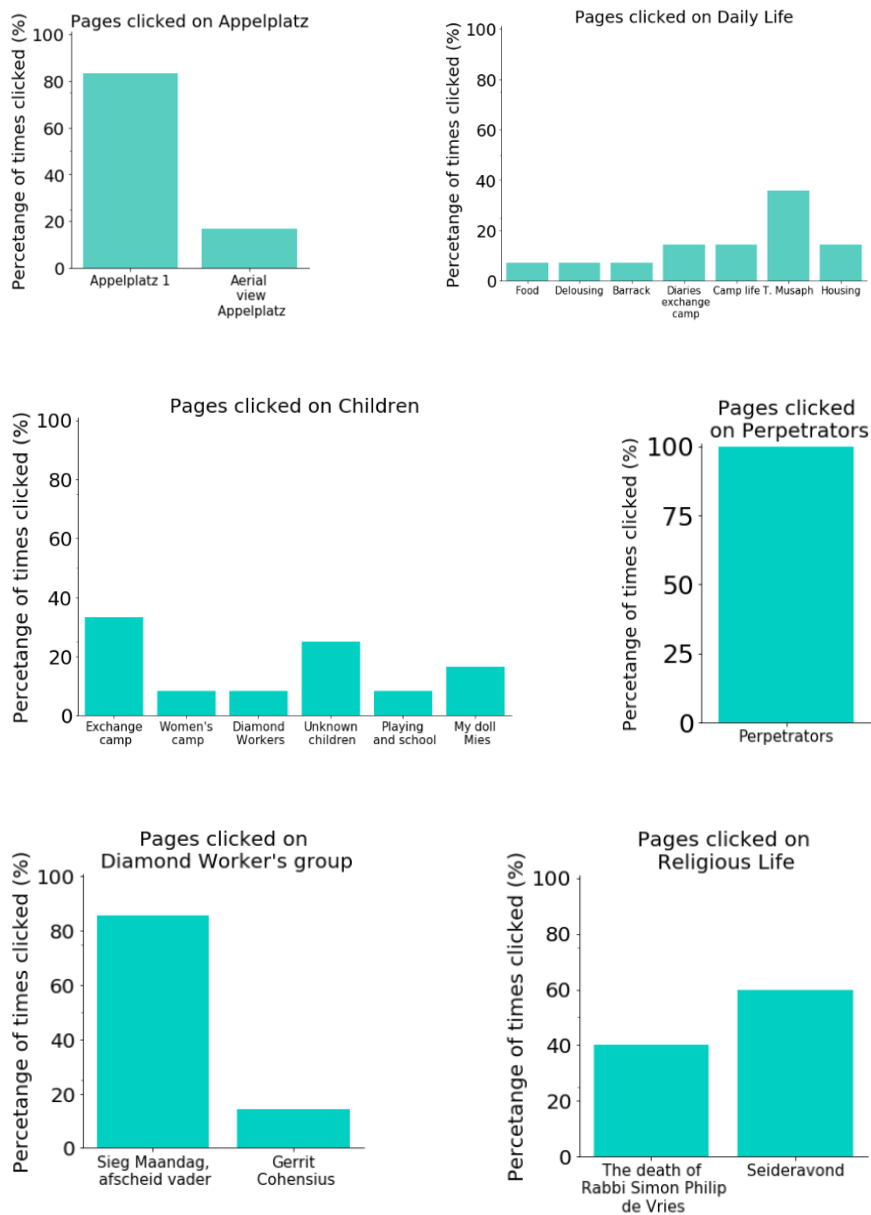 Pages clicked on Appelplatz
Percetange of times clicked (%)
100
80
60
40
20
0
Appelplatz 1
Aerial
view
Appelplatz
Pages clicked on Daily Life
Percetange of times clicked (%)
100
80
60
40
20
0
Food
Delousing
Barrack
Diaries
exchange
camp
Camp life
T. Musaph
Housing
Pages clicked on Children
Percetange of times clicked (%)
100
80
60
40
20
0
Exchange
camp
Women's
camp
Diamond
Workers
Unknown
children
Playing
and school
My doll
Mies
Pages clicked
on Perpetrators
Percetange of times clicked (%)
100
75
50
25
0
Perpetrators
Pages clicked on
Diamond Worker's group
Percetange of times clicked (%)
100
80
60
40
20
0
Sieg Maandag,
afscheid vader
Gerrit
Cohensius
Pages clicked on
Religious Life
Percetange of times clicked (%)
100
80
60
40
20
0
The death of
Rabbi Simon Philip
de Vries
Seideravond